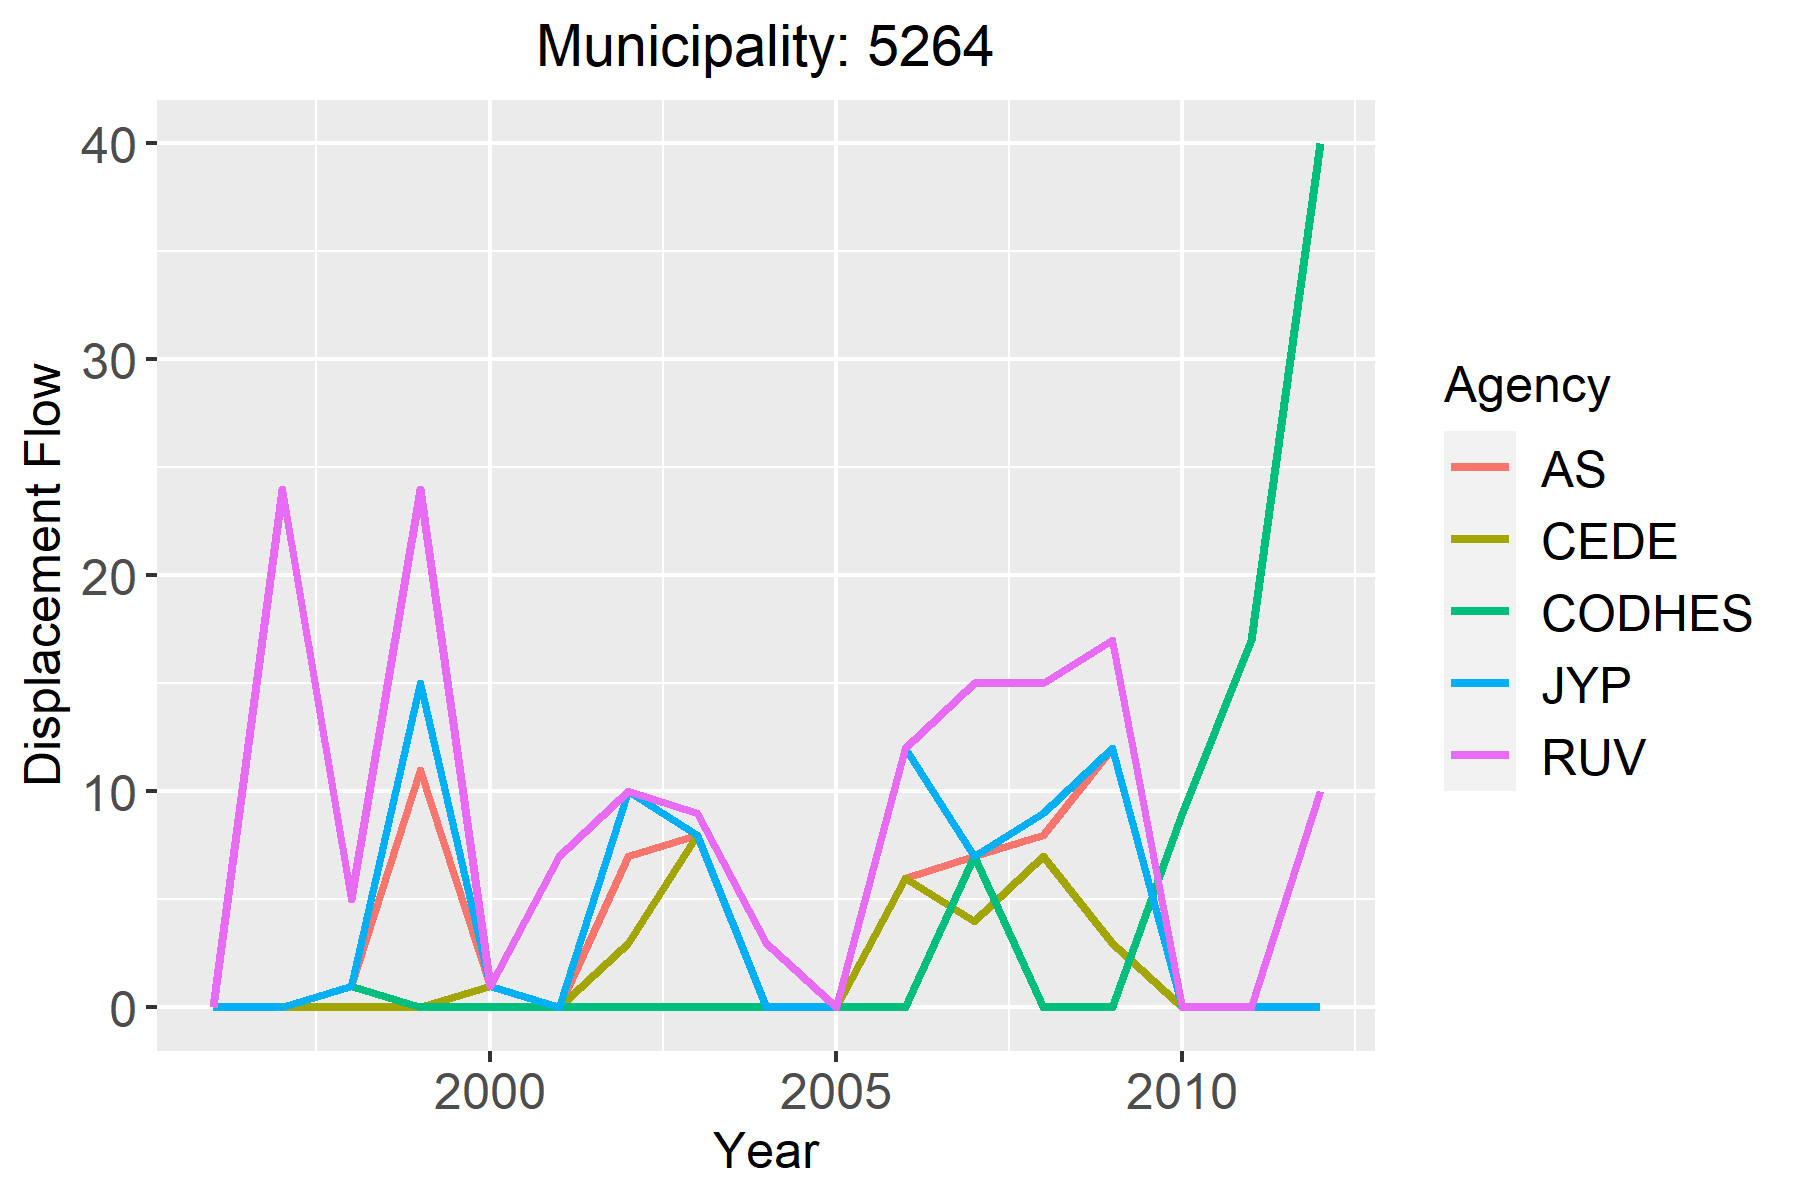 Municipality: 5264
Displacement Flow
40
30
20
10
0
2000 2005 2010
Year
Agency
AS
CEDE
CODHES
JYP
RUV